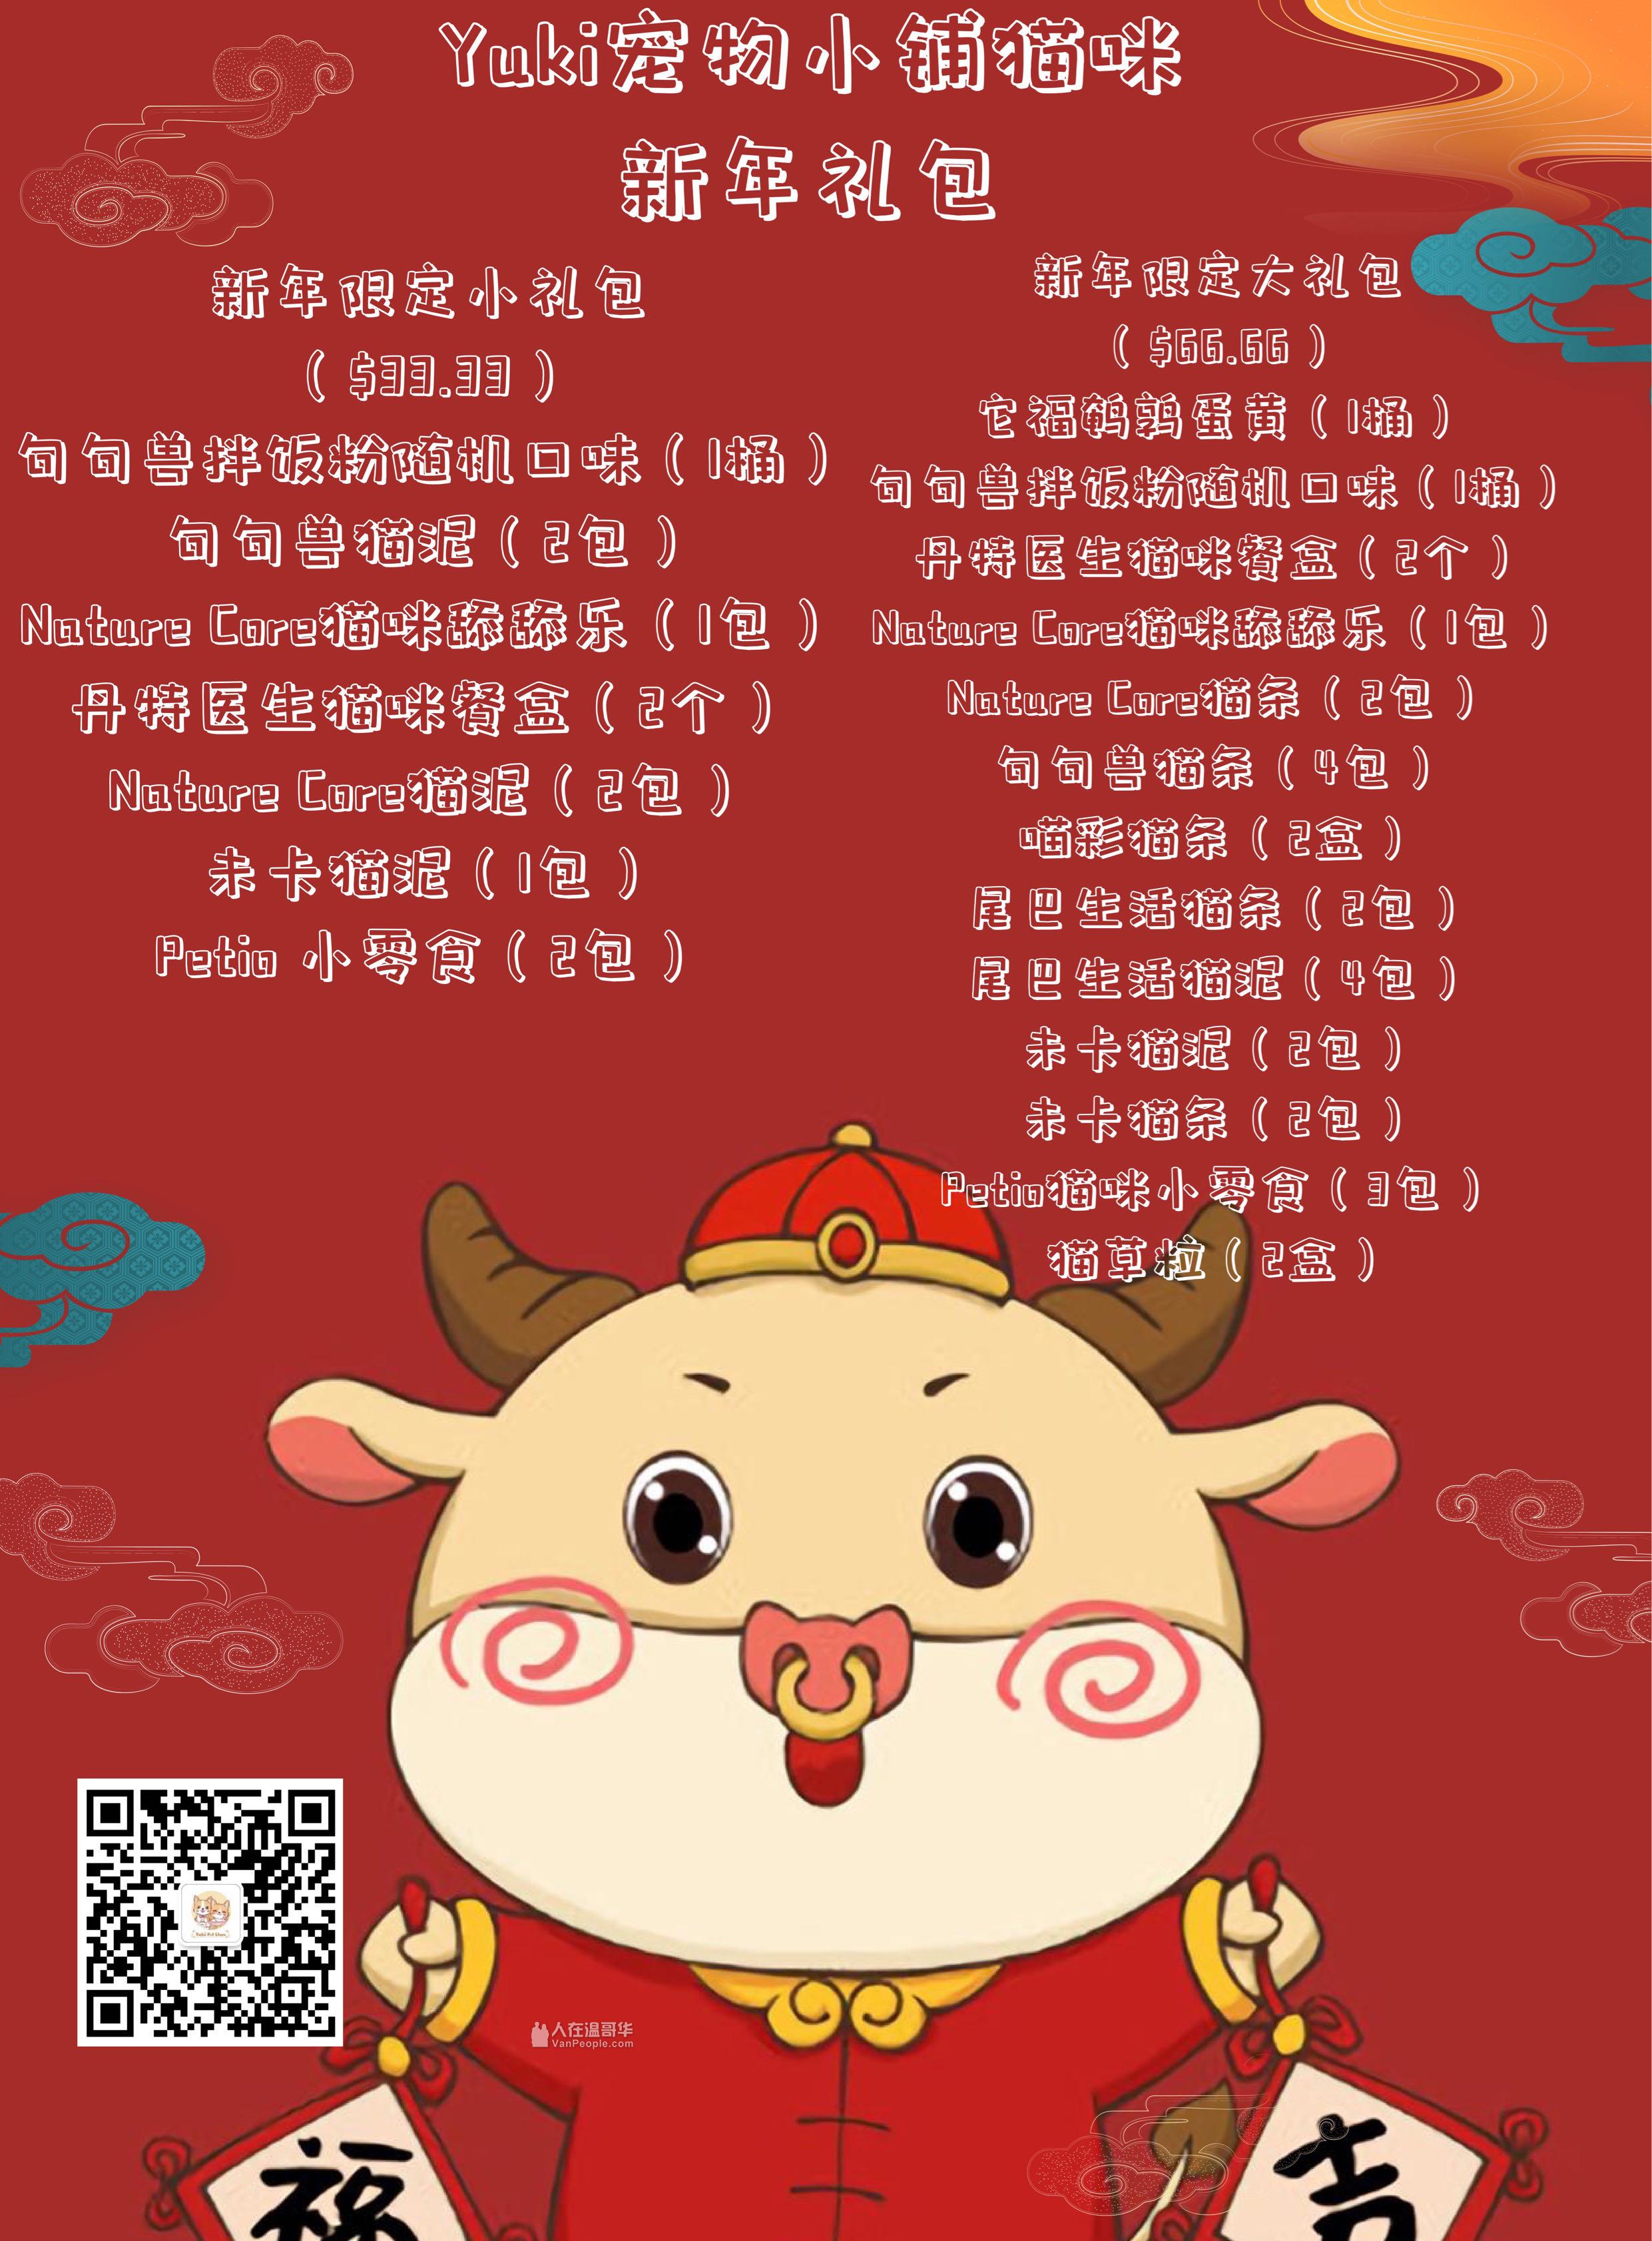 Yuki宠物小铺猫咪
新年礼包
新年限定小礼包
（$33.33）
句句兽拌饭粉随机口味（1桶）
句句兽猫泥（2包）
Nature Core猫咪舔舔乐（1包）
丹特医生猫咪餐盒（2个）
Nature Core猫泥（2包）
未卡猫泥（1包）
Petio 小零食（2包）
新年限定大礼包
（$66.66）
它福鹌鹑蛋黄（1桶）
句句兽拌饭粉随机口味（1桶）
丹特医生猫咪餐盒（2个）
Nature Core猫咪舔舔乐（1包）
Nature Core猫条（2包）
句句兽猫条（4包）
喵彩猫条（2盒）
尾巴生活猫条（2包）
尾巴生活猫泥（4包）
未卡猫泥（2包）
未卡猫条（2包）
Petio猫咪小零食（3包）
猫草粒（2盒）
人在温哥华
VanPeople.com
福
吉